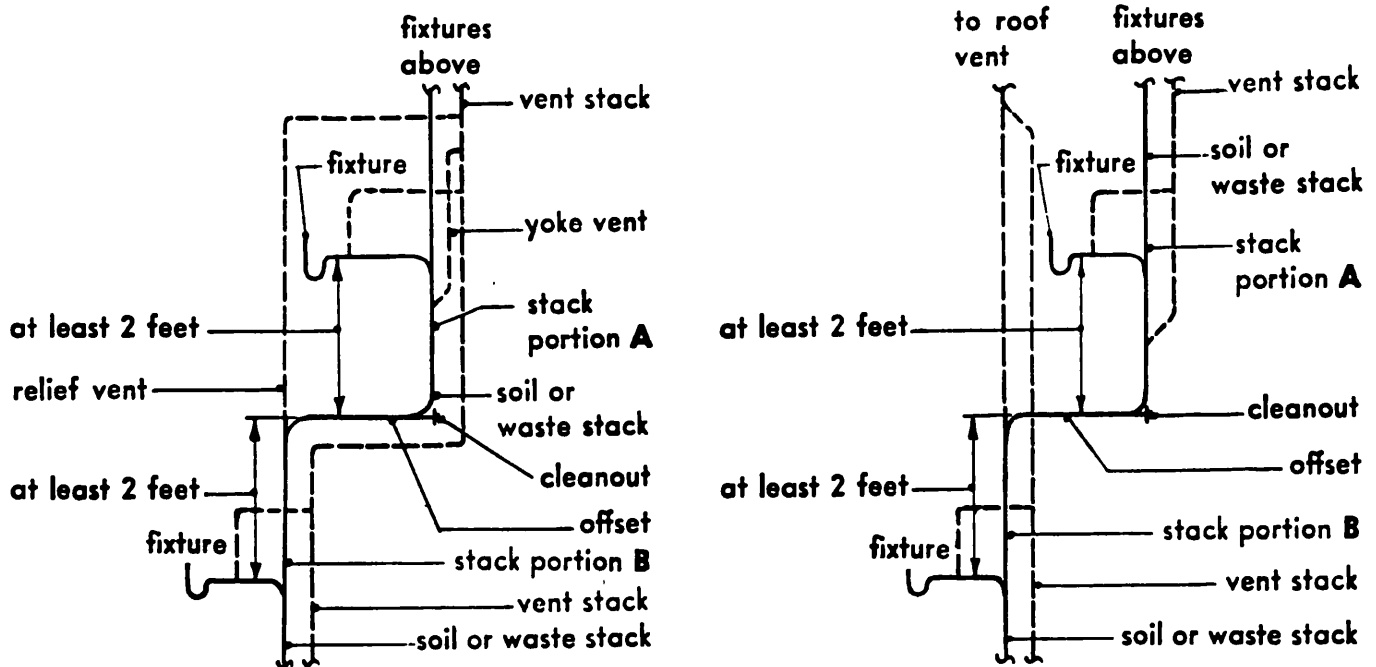 fixtures
above
vent stack
fixture
yoke vent
stack
portion A
at least 2 feet
relief vent
soil or
waste stack
cleanout
at least 2 feet
offset
fixture
stack portion B
vent stack
soil or waste stack
to roof
vent
fixtures
above
vent stack
fixture
soil or
waste stack
stack
portion A
at least 2 feet
cleanout
offset
at least 2 feet
stack portion B
fixture
vent stack
soil or waste stack